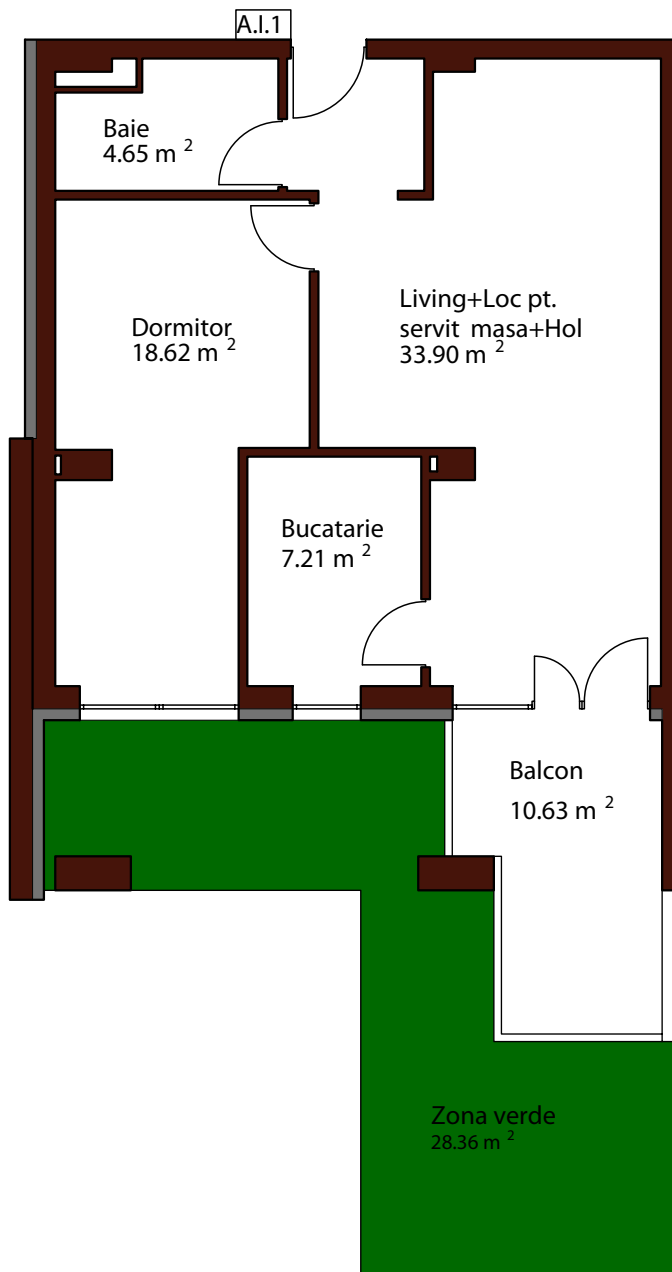 A.I.1
Baie
4.65 m ²
Dormitor
18.62 m ²
Living+Loc pt.
servit masa+Hol
33.90 m ²
Bucatarie
7.21 m ²
Balcon
10.63 m ²
Zona verde
28.36 m ²